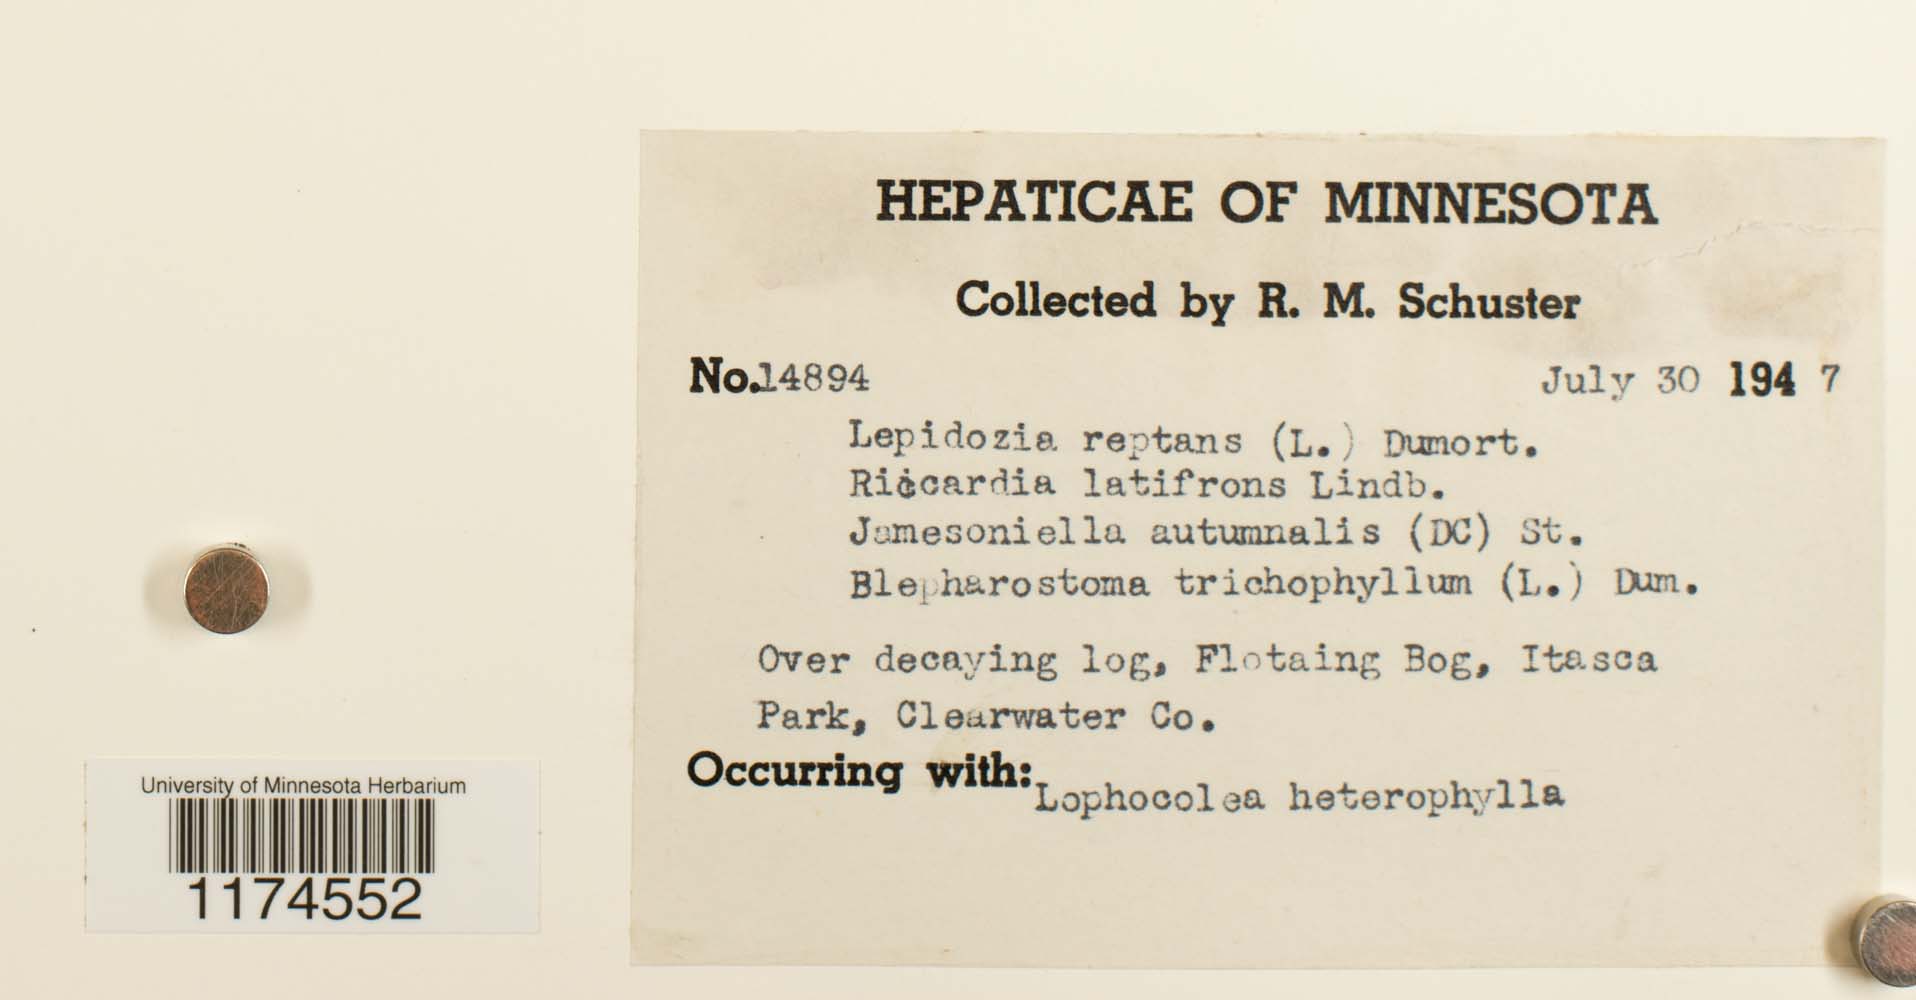 HEPATICAE OF MINNESOTA
Collected by R. M. Schuster
No.14894 July 30 1947
Lepidozia reptans (L.) Dumort.
Riccardia latifrons Lindb.
Jamesoniella autumnalis (DC) St.
Blepharostoma trichophyllum (L.) Dum.
Over decaying log, Flotaing Bog, Itasca
Park, Clearwater Co.
Occurring with: Lophocolea heterophylla
University of Minnesota Herbarium
1174552